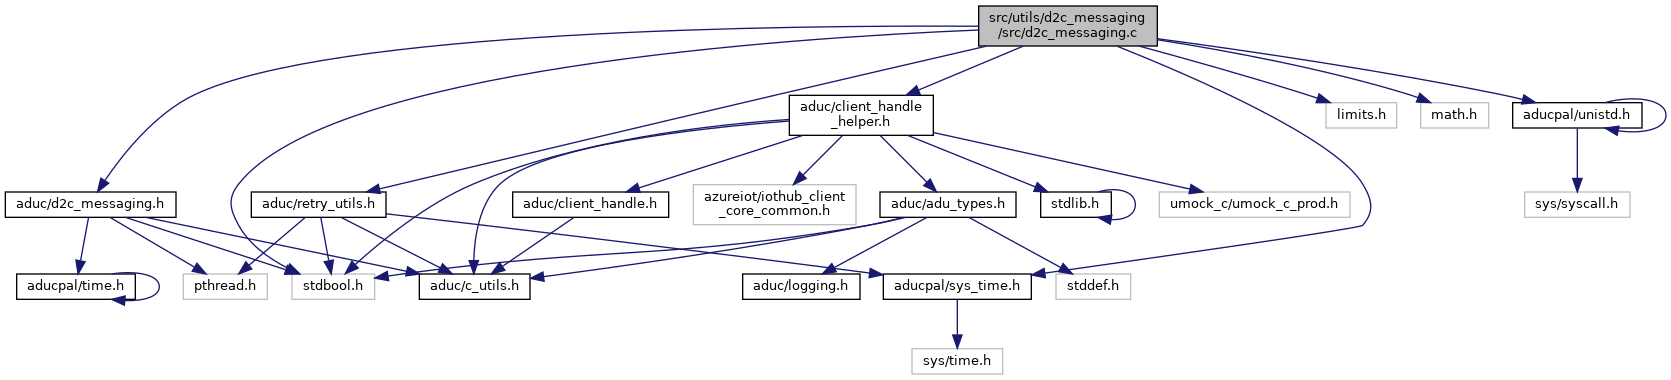 src/utils/d2c_messaging
/src/d2c_messaging.c
aduc/client_handle
_helper.h
limits.h
math.h
aducpal/unistd.h
aduc/d2c_messaging.h
aduc/retry_utils.h
aduc/client_handle.h
azureiot/iothub_client
_core_common.h
aduc/adu_types.h
stdlib.h
umock_c/umock_c_prod.h
sys/syscall.h
aducpal/time.h
pthread.h
stdbool.h
aduc/c_utils.h
aduc/logging.h
aducpal/sys_time.h
stddef.h
sys/time.h